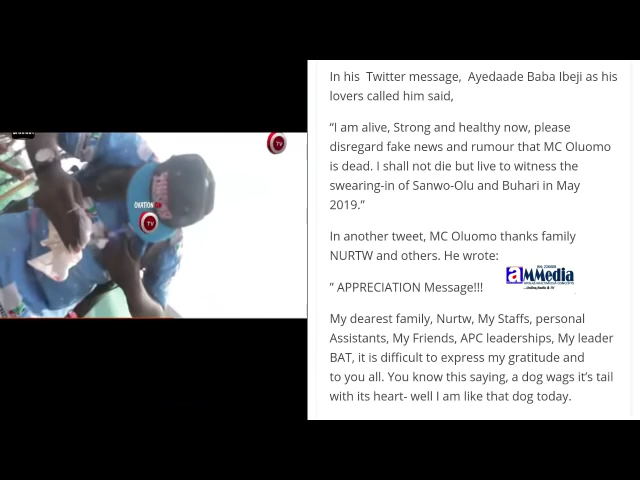 In his Twitter message, Ayedaade Baba Ibeji as his
lovers called him said,
“I am alive, Strong and healthy now, please
disregard fake news and rumour that MC Oluomo
is dead. I shall not die but live to witness the
swearing-in of Sanwo-Olu and Buhari in May
2019.”
In another tweet, MC Oluomo thanks family
NURTW and others. He wrote:
” APPRECIATION Message!!!
My dearest family, Nurtw, My Staffs, personal
Assistants, My Friends, APC leaderships, My leader
BAT, it is difficult to express my gratitude and
to you all. You know this saying, a dog wags it’s tail
with its heart- well I am like that dog today.
aMMedia
TV
OVATION ON
TV